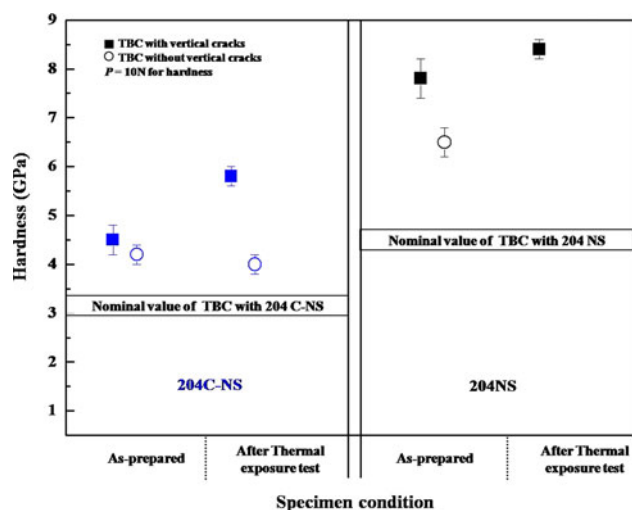 9
8
7
6
5
4
3
2
1
Hardness (GPa)
TBC with vertical cracks
TBC without vertical cracks
P = 10N for hardness
Nominal value of TBC with 204 C-NS
204C-NS
Nominal value of TBC with 204 NS
204NS
As-prepared
After Thermal
exposure test
As-prepared
After Thermal
exposure test
Specimen condition